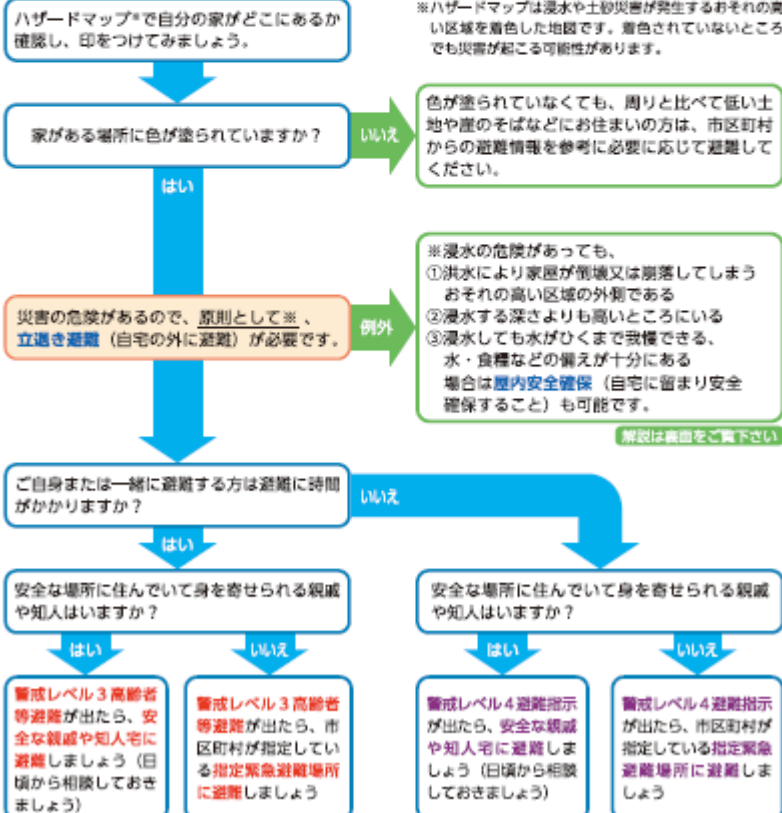 ハザードマップ※で自分の家がどこにあるか
確認し、印をつけてみましょう。
※ハザードマップは浸水や土砂災害が発生するおそれの高
い区域を着色した地図です。着色されていないところ
でも災害が起こる可能性があります。
家がある場所に色が塗られていますか？
いいえ
色が塗られていなくても、周りと比べて低い土
地や崖のそばなどにお住まいの方は、市区町村
からの避難情報を参考に必要に応じて避難して
ください。
はい
災害の危険があるので、原則として※、
立退き避難（自宅の外に避難）が必要です。
例外
※浸水の危険があっても、
①洪水により家屋が倒壊又は崩落してしまう
おそれの高い区域の外側である
②浸水する深さよりも高いところにいる
③浸水しても水がひくまで我慢できる、
水・食糧などの備えが十分にある
場合は屋内安全確保（自宅に留まり安全
確保すること）も可能です。
解説は裏面をご覧下さい
ご自身または一緒に避難する方は避難に時間
がかかりますか？
いいえ
はい
安全な場所に住んでいて身を寄せられる親戚
や知人はいますか？
はい
いいえ
警戒レベル３高齢者
等避難が出たら、安
全な親戚や知人宅に
避難しましょう（日
頃から相談しておき
ましょう）
警戒レベル３高齢者
等避難が出たら、市
区町村が指定してい
る指定緊急避難場所
に避難しましょう
安全な場所に住んでいて身を寄せられる親戚
や知人はいますか？
はい
いいえ
警戒レベル４避難指示
が出たら、安全な親戚
や知人宅に避難しま
しょう（日頃から相談
しておきましょう）
警戒レベル４避難指示
が出たら、市区町村が
指定している指定緊急
避難場所に避難しま
しょう